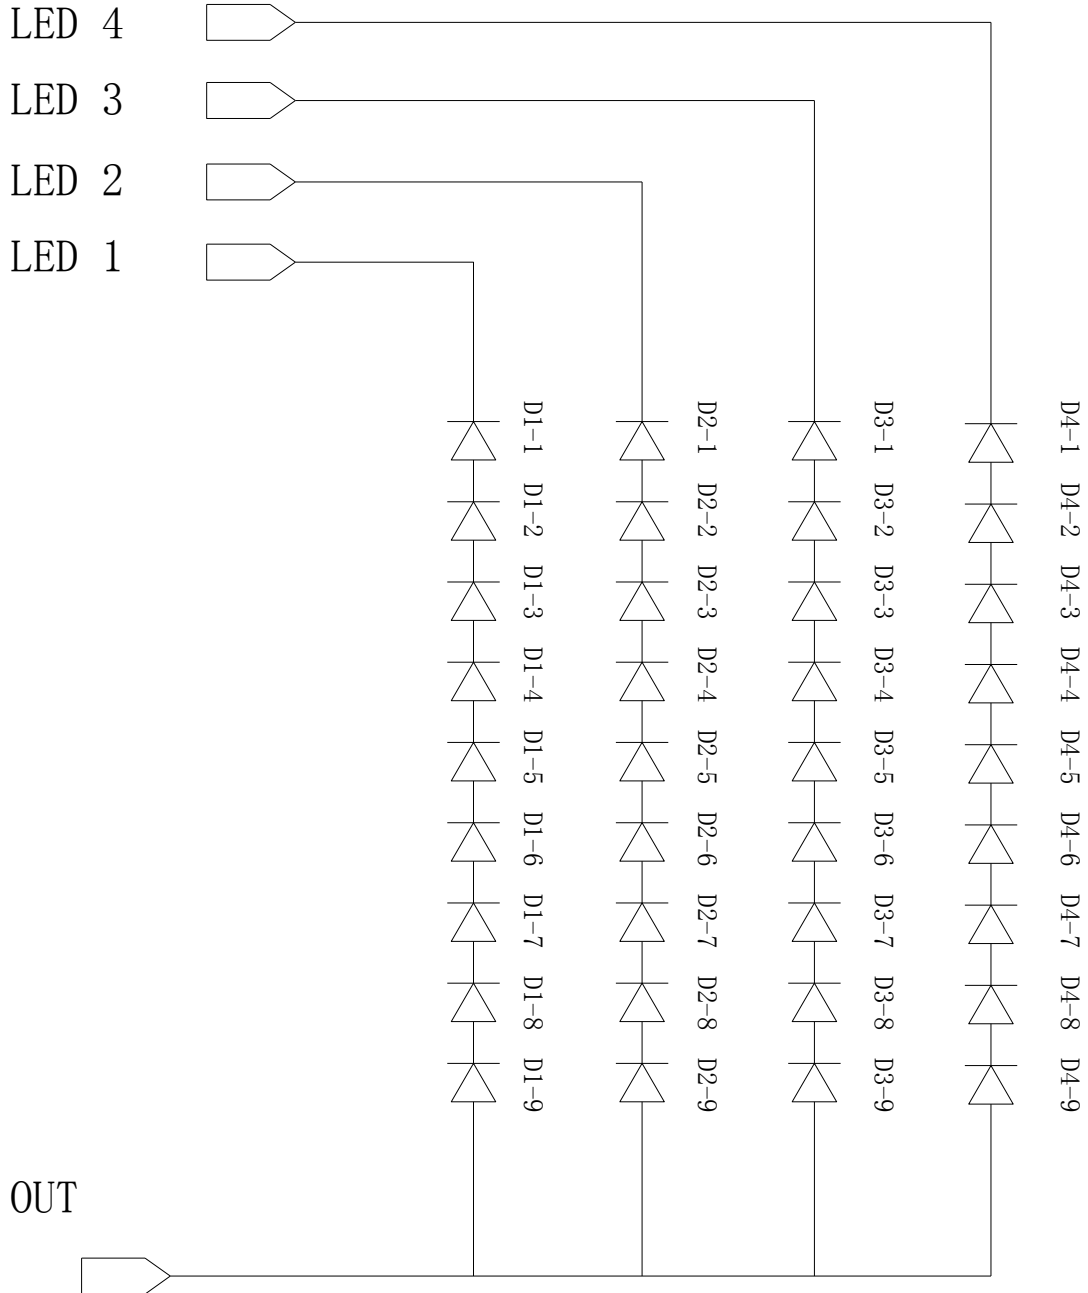 LED 4
LED 3
LED 2
LED 1
D1-1
D1-2
D1-3
D1-4
D1-5
D1-6
D1-7
D1-8
D1-9
D2-1
D2-2
D2-3
D2-4
D2-5
D2-6
D2-7
D2-8
D2-9
D3-1
D3-2
D3-3
D3-4
D3-5
D3-6
D3-7
D3-8
D3-9
D4-1
D4-2
D4-3
D4-4
D4-5
D4-6
D4-7
D4-8
D4-9
OUT